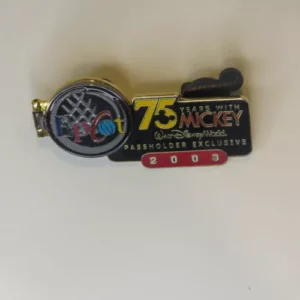 Epcot
75 YEARS WITH
MICKEY
Walt Disney World
PASSHOLDER EXCLUSIVE
2003